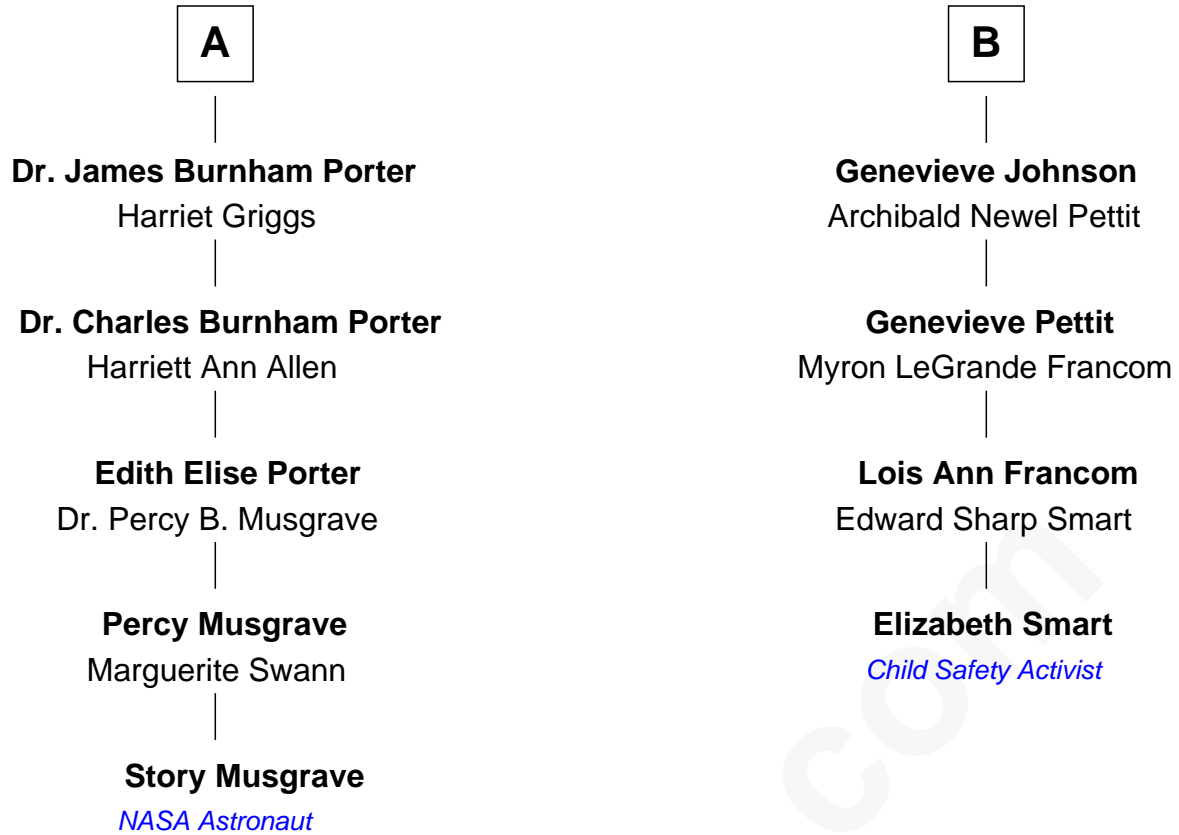 A
Dr. James Burnham Porter
Harriet Griggs
Dr. Charles Burnham Porter
Harriett Ann Allen
Edith Elise Porter
Dr. Percy B. Musgrave
Percy Musgrave
Marguerite Swann
Story Musgrave
NASA Astronaut
B
Genevieve Johnson
Archibald Newel Pettit
Genevieve Pettit
Myron LeGrande Francom
Lois Ann Francom
Edward Sharp Smart
Elizabeth Smart
Child Safety Activist
com